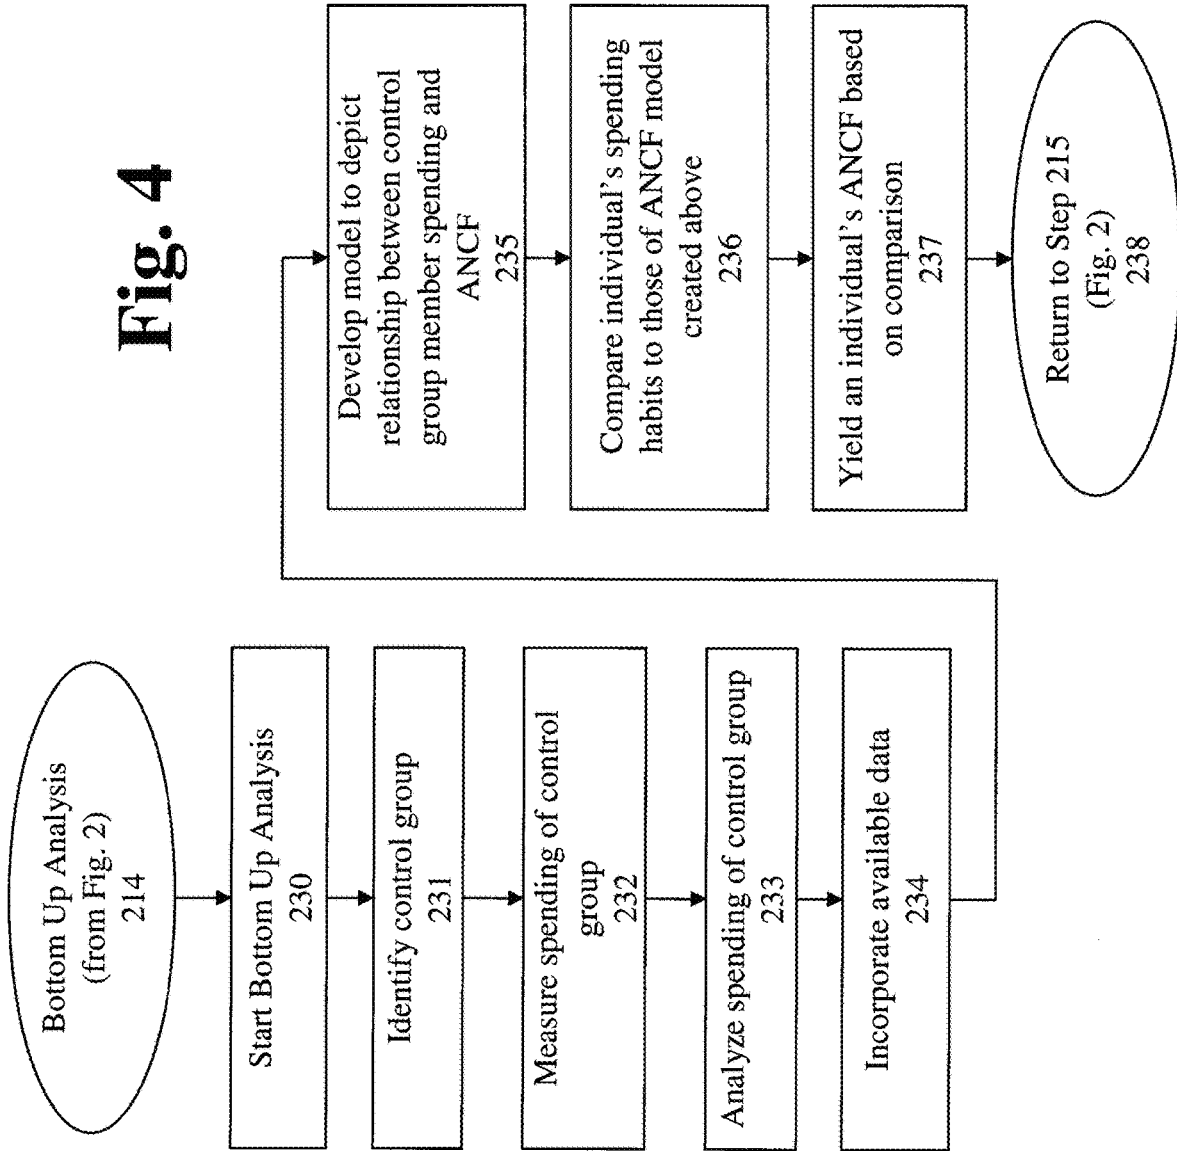 Fig. 4
Bottom Up Analysis
(from Fig. 2)
214
Start Bottom Up Analysis
230
Identify control group
231
Measure spending of control
group
232
Analyze spending of control group
233
Incorporate available data
234
Develop model to depict
relationship between control
group member spending and
ANCF
235
Compare individual's spending
habits to those of ANCF model
created above
236
Yield an individual's ANCF based
on comparison
237
Return to Step 215
(Fig. 2)
238